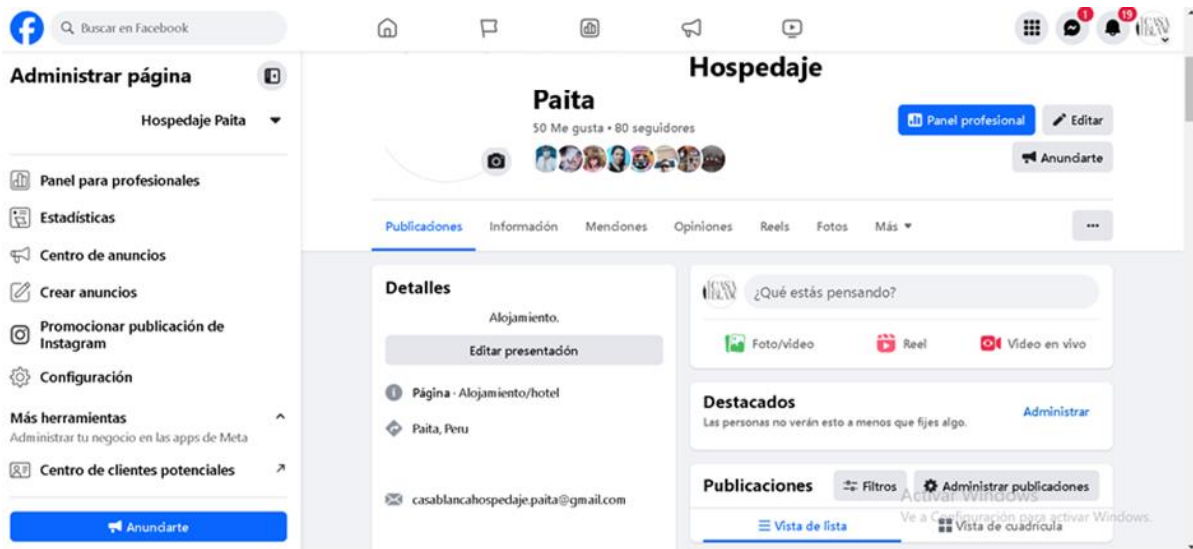 Buscar en Facebook
1
19
Administrar página
Hospedaje Paita
Panel para profesionales
Estadísticas
Centro de anuncios
Crear anuncios
Promocionar publicación de
Instagram
Configuración
Más herramientas
Administrar tu negocio en las apps de Meta
Centro de clientes potenciales
Anunciarte
Hospedaje
Paita
50 Me gusta • 80 seguidores
Panel profesional
Editar
Anunciarte
Publicaciones Información Menciones Opiniones Reels Fotos Más
Detalles
Alojamiento.
Editar presentación
Página · Alojamiento/hotel
Paita, Peru
casablancahospedaje.paita@gmail.com
¿Qué estás pensando?
Foto/video Reel Video en vivo
Destacados
Administrar
Las personas no verán esto a menos que fijes algo.
Publicaciones Filtros Administrar publicaciones
Vista de lista Vista de cuadrícula
Activar Windows
Ve a Configuración para activar Windows.